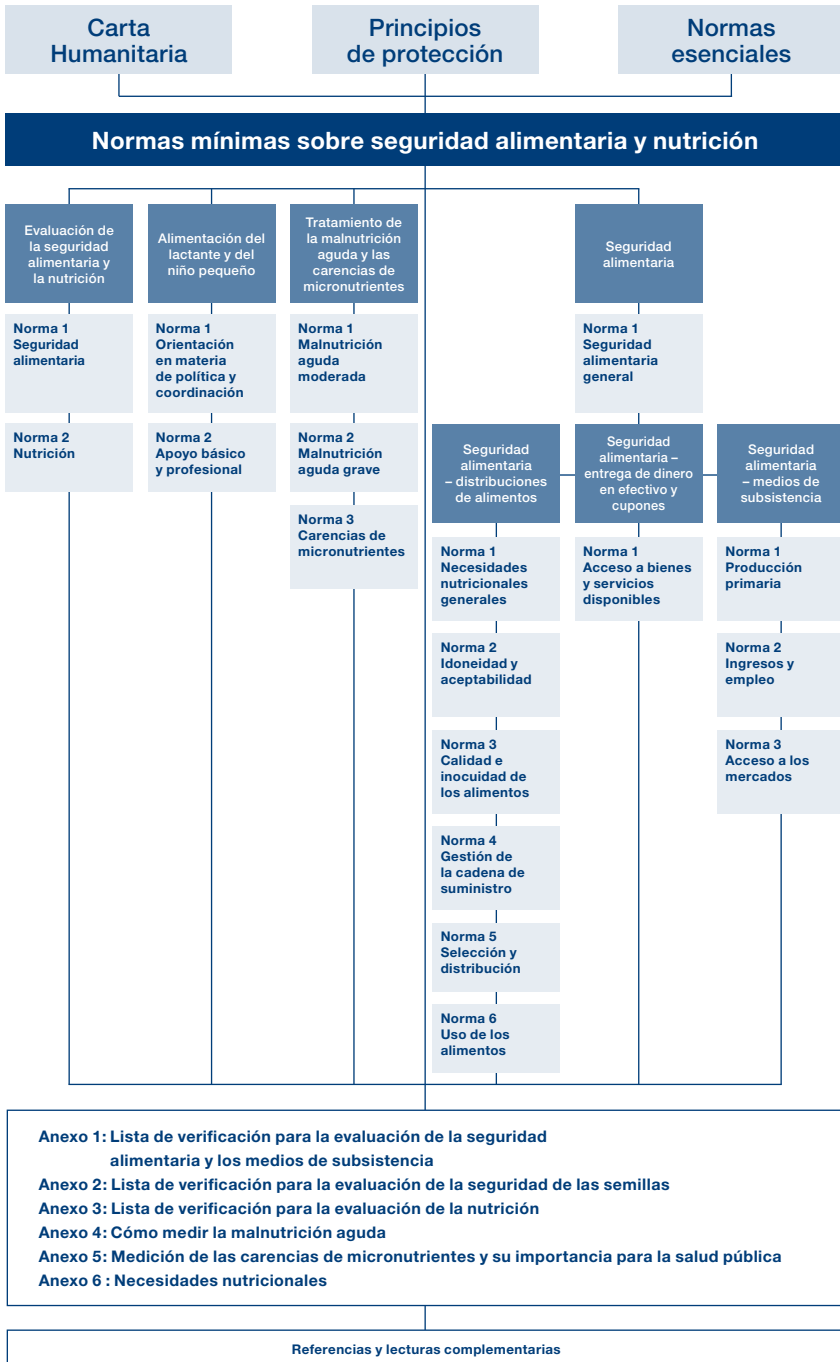 Carta
Humanitaria
Principios
de protección
Normas
esenciales
Normas mínimas sobre seguridad alimentaria y nutrición
Evaluación de
la seguridad
alimentaria y
la nutrición
Norma 1
Seguridad
alimentaria
Norma 2
Nutrición
Alimentación del
lactante y del
niño pequeño
Norma 1
Orientación
en materia
de política y
coordinación
Norma 2
Apoyo básico
y profesional
Tratamiento de
la malnutrición
aguda y las
carencias de
micronutrientes
Norma 1
Malnutrición
aguda
moderada
Norma 2
Malnutrición
aguda grave
Norma 3
Carencias de
micronutrientes
Seguridad
alimentaria
Norma 1
Seguridad
alimentaria
general
Seguridad
alimentaria
– distribuciones
de alimentos
Norma 1
Necesidades
nutricionales
generales
Norma 2
Idoneidad y
aceptabilidad
Norma 3
Calidad e
inocuidad de
los alimentos
Norma 4
Gestión de
la cadena de
suministro
Norma 5
Selección y
distribución
Norma 6
Uso de los
alimentos
Seguridad
alimentaria –
entrega de dinero
en efectivo y
cupones
Norma 1
Acceso a bienes
y servicios
disponibles
Seguridad
alimentaria
– medios de
subsistencia
Norma 1
Producción
primaria
Norma 2
Ingresos y
empleo
Norma 3
Acceso a los
mercados
Anexo 1: Lista de verificación para la evaluación de la seguridad
alimentaria y los medios de subsistencia
Anexo 2: Lista de verificación para la evaluación de la seguridad de las semillas
Anexo 3: Lista de verificación para la evaluación de la nutrición
Anexo 4: Cómo medir la malnutrición aguda
Anexo 5: Medición de las carencias de micronutrientes y su importancia para la salud pública
Anexo 6 : Necesidades nutricionales
Referencias y lecturas complementarias